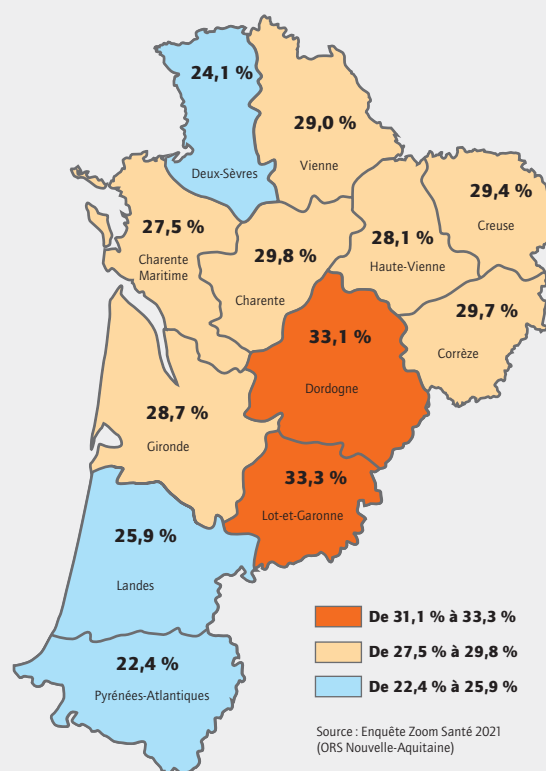 24,1 %
Deux-Sèvres
29,0 %
Vienne
27,5 %
Charente
Maritime
29,8 %
Charente
28,1 %
Haute-Vienne
29,4 %
Creuse
29,7 %
Corrèze
33,1 %
Dordogne
28,7 %
Gironde
33,3 %
Lot-et-Garonne
25,9 %
Landes
22,4 %
Pyrénées-Atlantiques
De 31,1 % à 33,3 %
De 27,5 % à 29,8 %
De 22,4 % à 25,9 %
Source : Enquête Zoom Santé 2021
(ORS Nouvelle-Aquitaine)